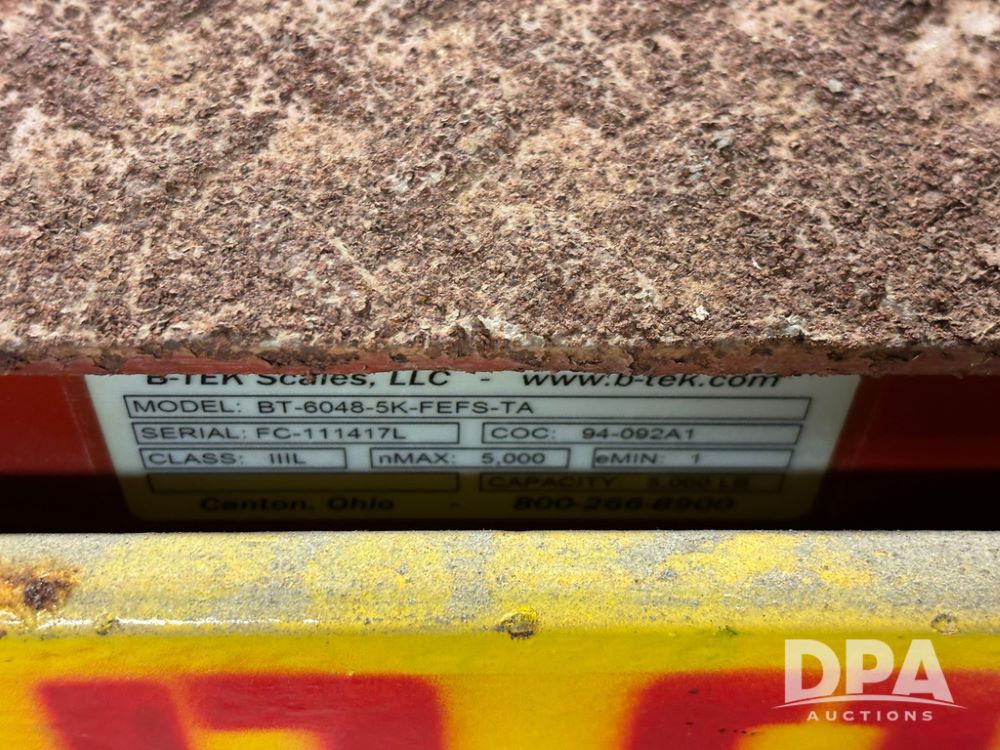 B-TEK Scales, LLC - www.b-tek.com
MODEL: BT-6048-5K-FEFS-TA
SERIAL: FC-111417L COC: 94-092A1
CLASS: IIIL nMAX: 5,000 eMIN: 1
CAPACITY: 5,000 LB
Canton, Ohio - 800-266-8900
DPA
AUCTIONS